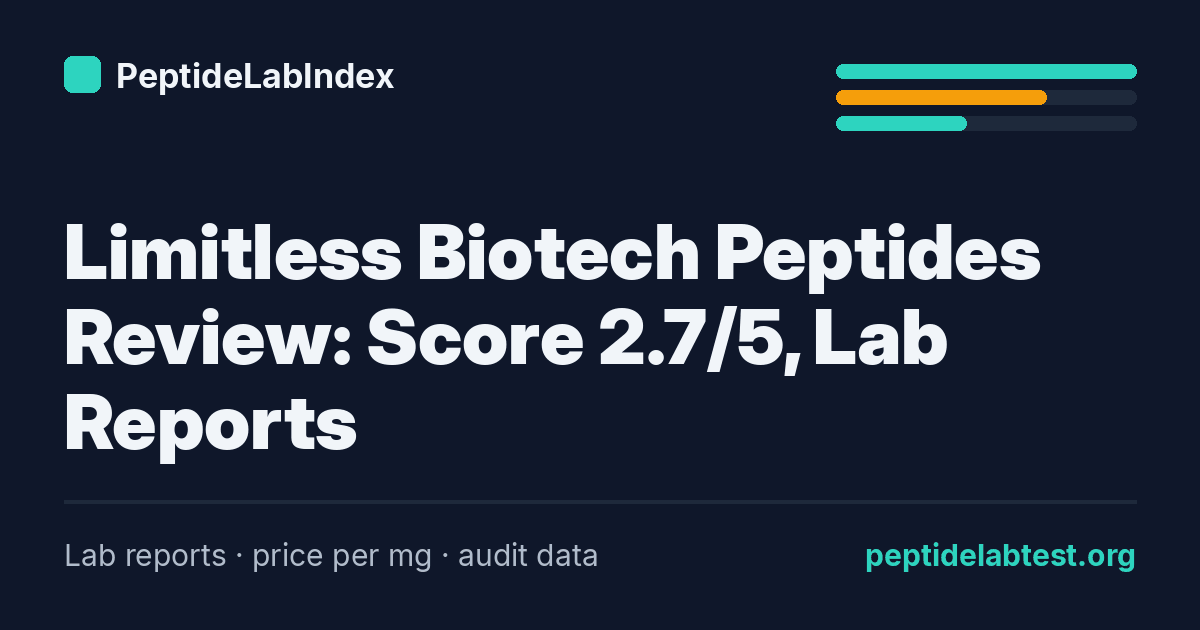 PeptideLabIndex
Limitless Biotech Peptides
Review: Score 2.7/5, Lab
Reports
Lab reports · price per mg · audit data
peptidelabtest.org